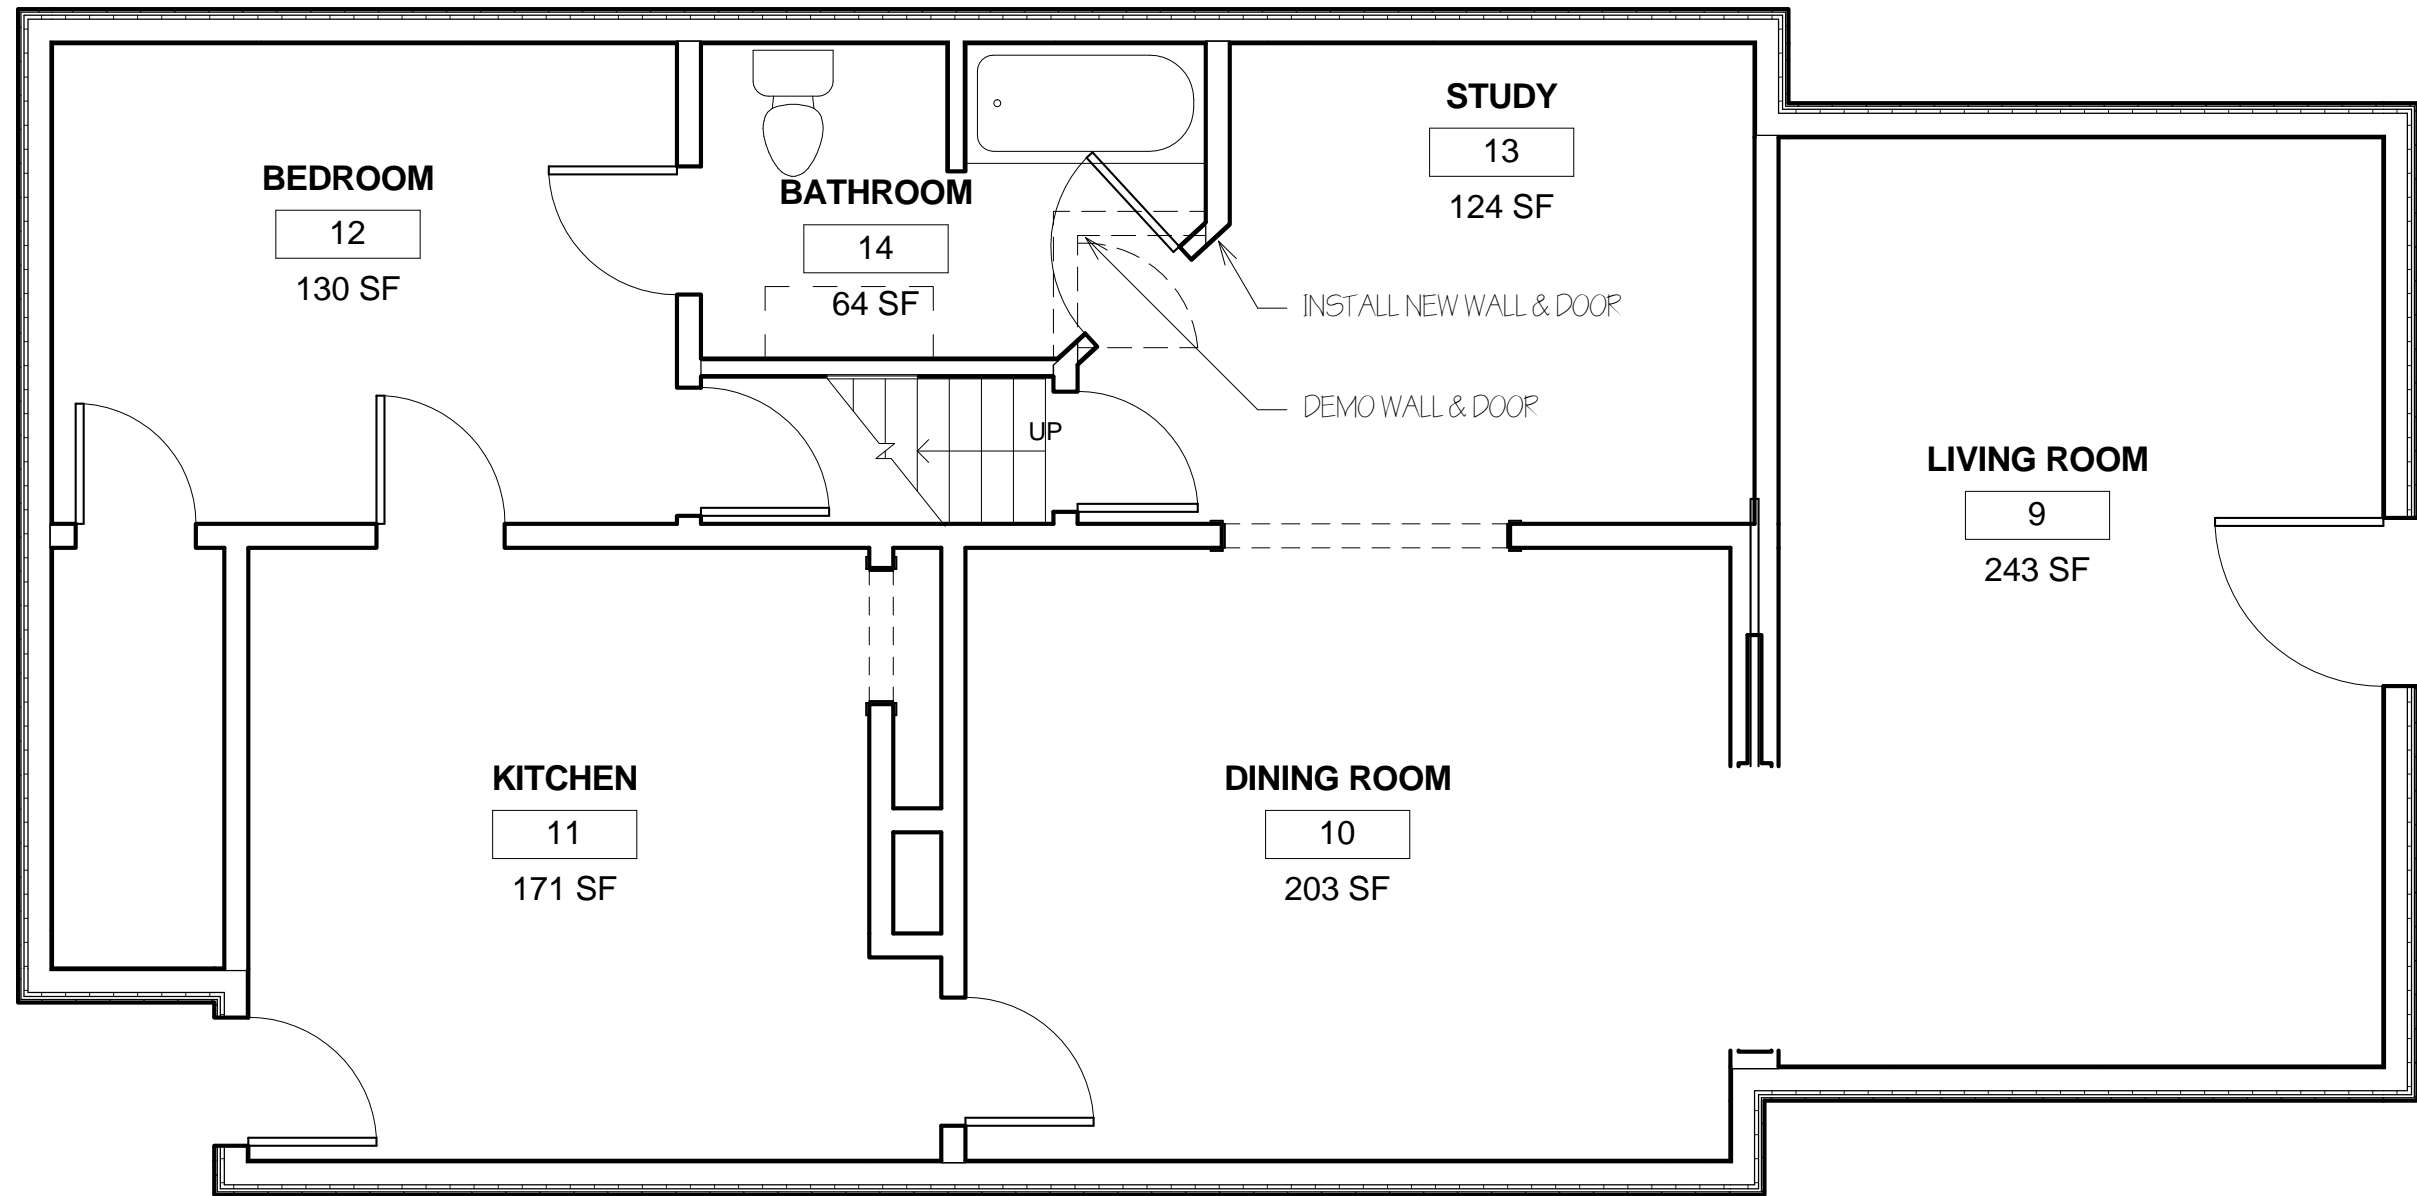 BEDROOM
12
130 SF
BATHROOM
14
64 SF
STUDY
13
124 SF
INSTALL NEW WALL & DOOR
DEMO WALL & DOOR
UP
LIVING ROOM
9
243 SF
KITCHEN
11
171 SF
DINING ROOM
10
203 SF